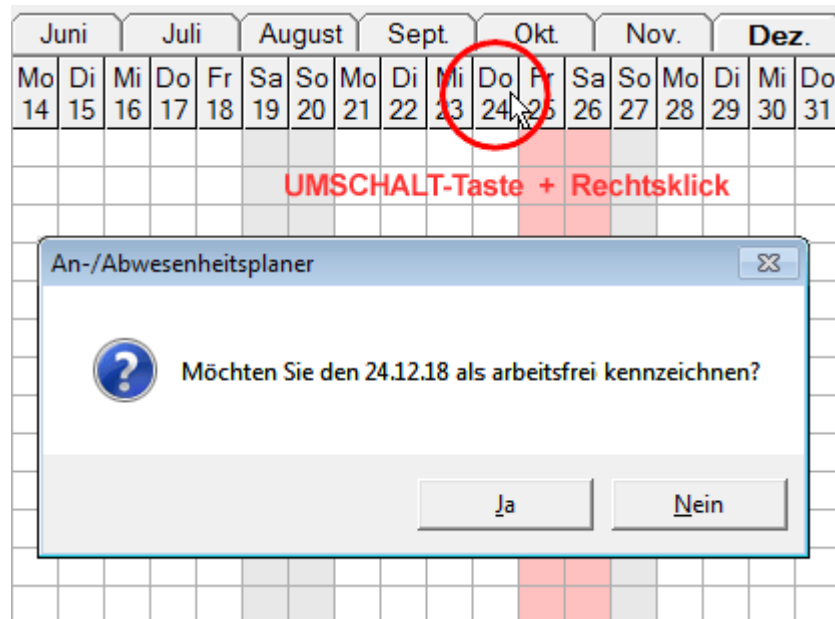 Juni Juli August Sept. Okt. Nov. Dez.
Mo Di Mi Do Fr Sa So Mo Di Mi Do Fr Sa So Mo Di Mi Do
14 15 16 17 18 19 20 21 22 23 24 25 26 27 28 29 30 31
UMSCHALT-Taste + Rechtsklick
An-/Abwesenheitsplaner
Möchten Sie den 24.12.18 als arbeitsfrei kennzeichnen?
Ja Nein